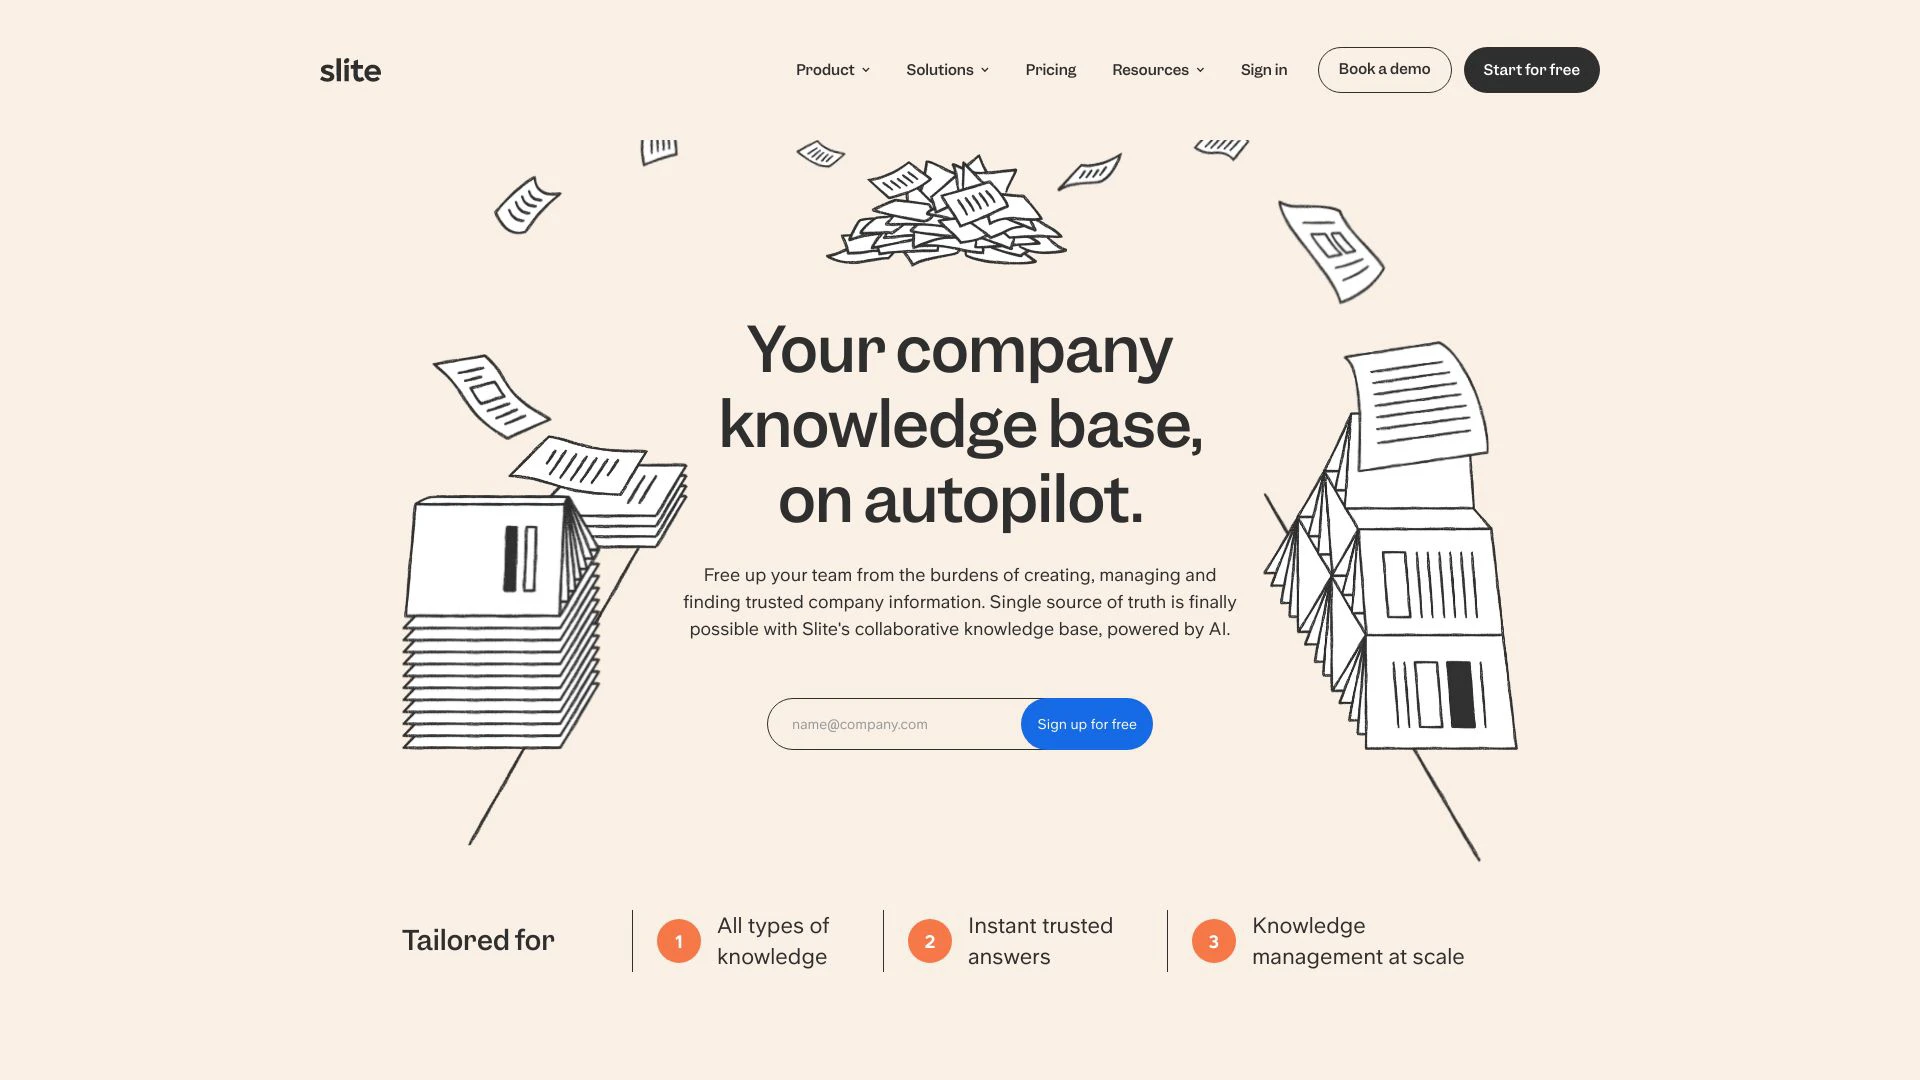 slite
Product
Solutions
Pricing
Resources
Sign in
Book a demo
Start for free
Your company
knowledge base,
on autopilot.
Free up your team from the burdens of creating, managing and
finding trusted company information. Single source of truth is finally
possible with Slite's collaborative knowledge base, powered by AI.
name@company.com
Sign up for free
Tailored for
1
All types of
knowledge
2
Instant trusted
answers
3
Knowledge
management at scale